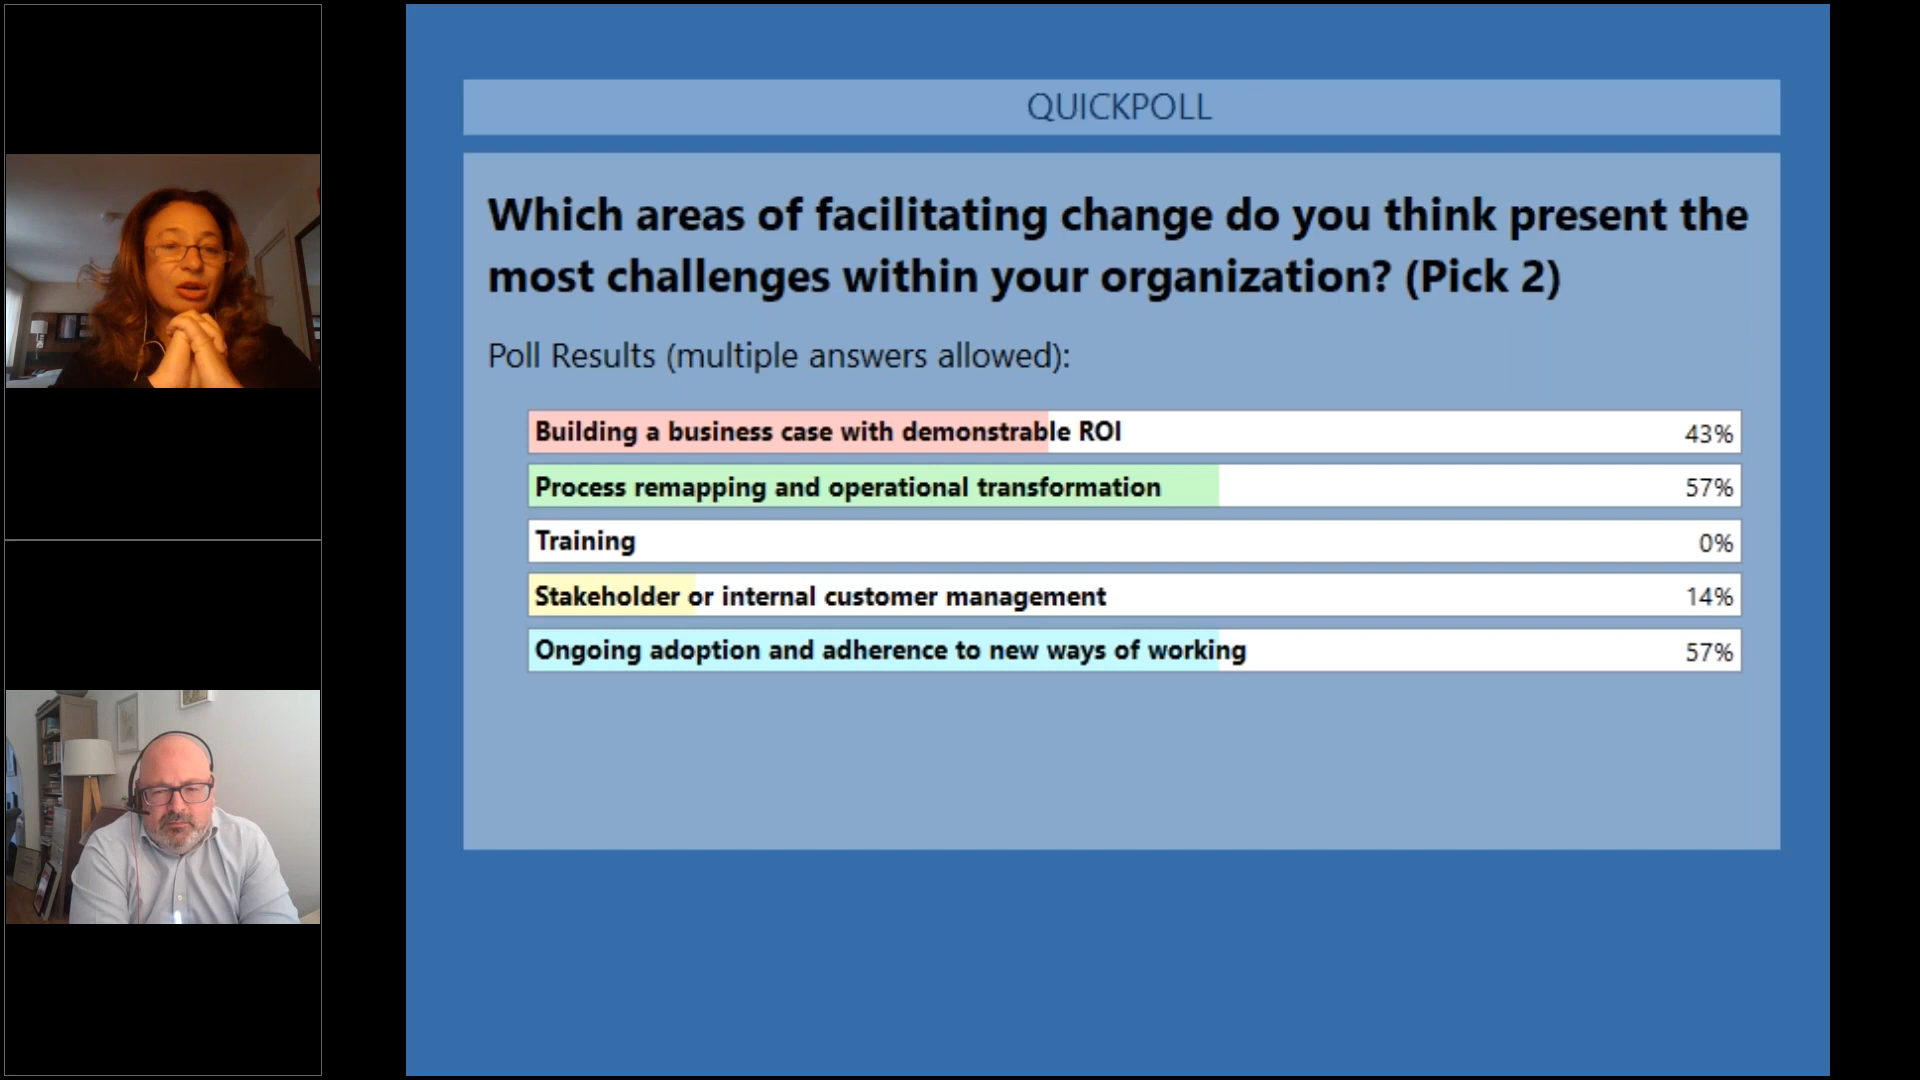 QUICKPOLL
Which areas of facilitating change do you think present the
most challenges within your organization? (Pick 2)
Poll Results (multiple answers allowed):
Building a business case with demonstrable ROI 43%
Process remapping and operational transformation 57%
Training 0%
Stakeholder or internal customer management 14%
Ongoing adoption and adherence to new ways of working 57%